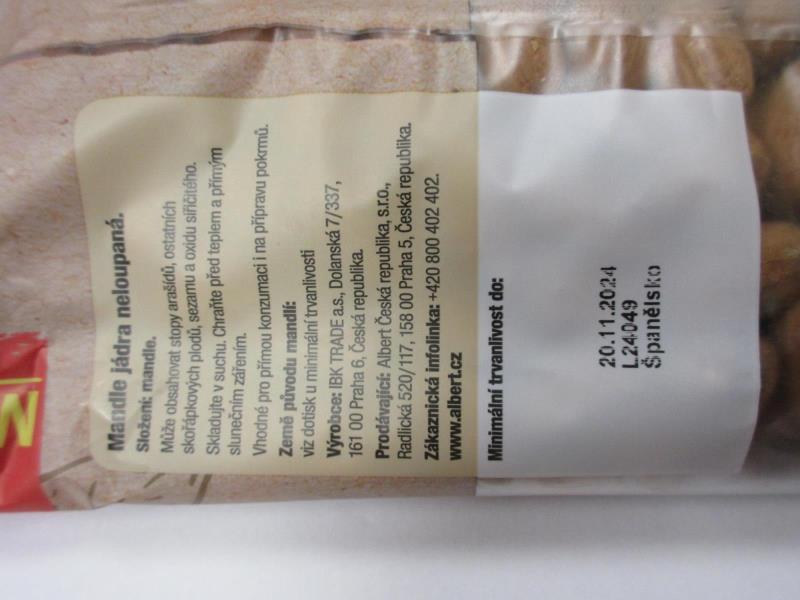 Mandle jádra neloupaná.
Složení: mandle.
Může obsahovat stopy arašídů, ostatních
skořápkových plodů, sezamu a oxidu siřičitého.
Skladujte v suchu. Chraňte před teplem a přímým
slunečním zářením.
Vhodné pro přímou konzumaci i na přípravu pokrmů.
Země původu mandlí:
viz dotisk u minimální trvanlivosti
Výrobce: IBK TRADE a.s., Dolanská 7/337,
161 00 Praha 6, Česká republika.
Prodávající: Albert Česká republika, s.r.o.,
Radlická 520/117, 158 00 Praha 5, Česká republika.
Zákaznická infolinka: +420 800 402 402.
www.albert.cz
Minimální trvanlivost do:
20.11.2024
L24049
Španělsko